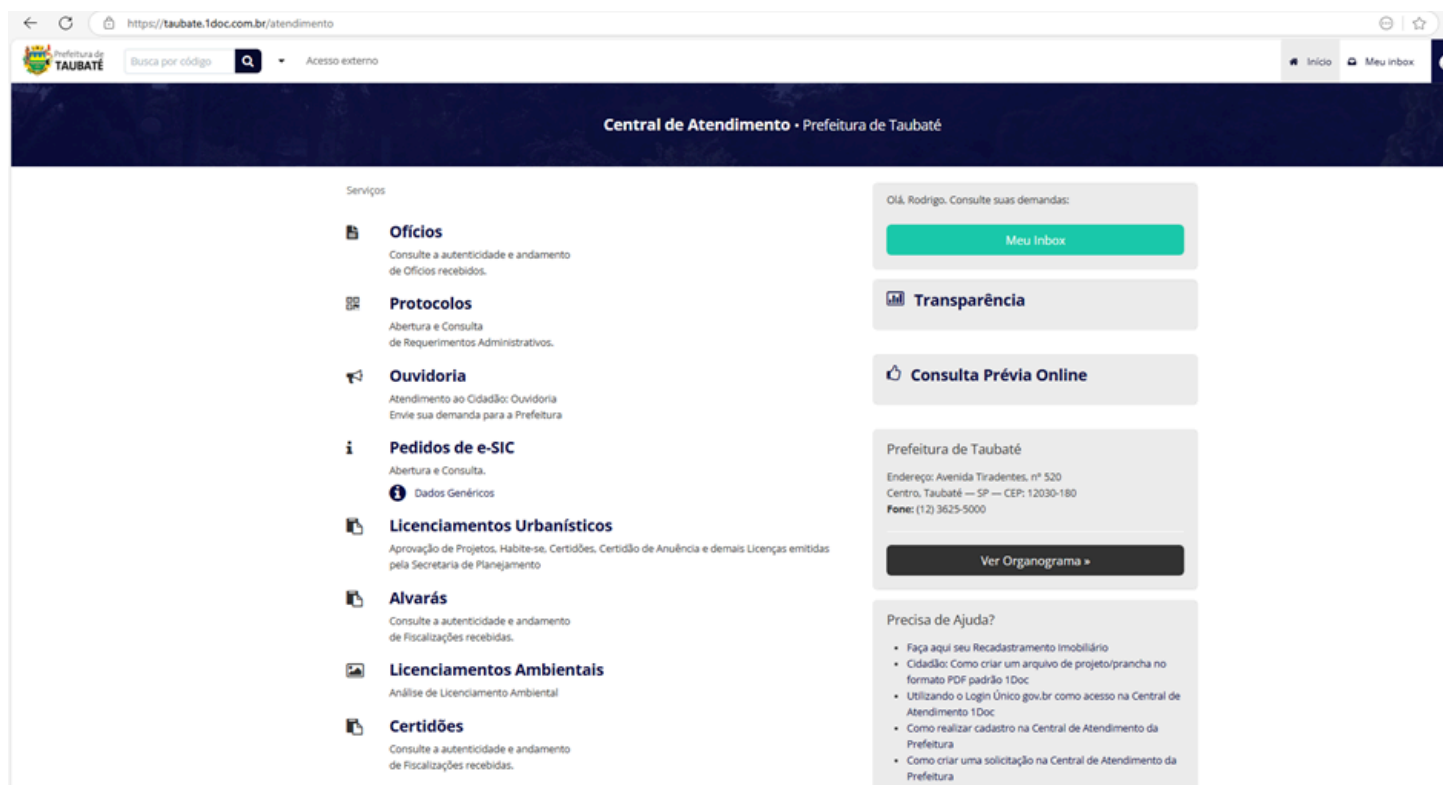 https://taubate.1doc.com.br/atendimento
Prefeitura de
TAUBATÉ
Busca por código
Acesso externo
Início
Meu inbox
Central de Atendimento · Prefeitura de Taubaté
Serviços
Ofícios
Consulte a autenticidade e andamento
de Ofícios recebidos.
Protocolos
Abertura e Consulta
de Requerimentos Administrativos.
Ouvidoria
Atendimento ao Cidadão: Ouvidoria
Envie sua demanda para a Prefeitura
Pedidos de e-SIC
Abertura e Consulta.
Dados Genéricos
Licenciamentos Urbanísticos
Aprovação de Projetos, Habite-se, Certidões, Certidão de Anuência e demais Licenças emitidas
pela Secretaria de Planejamento
Alvarás
Consulte a autenticidade e andamento
de Fiscalizações recebidas.
Licenciamentos Ambientais
Análise de Licenciamento Ambiental
Certidões
Consulte a autenticidade e andamento
de Fiscalizações recebidas.
Olá, Rodrigo. Consulte suas demandas:
Meu Inbox
Transparência
Consulta Prévia Online
Prefeitura de Taubaté
Endereço: Avenida Tiradentes, nº 520
Centro, Taubaté — SP — CEP: 12030-180
Fone: (12) 3625-5000
Ver Organograma »
Precisa de Ajuda?
• Faça aqui seu Recadastramento Imobiliário
• Cidadão: Como criar um arquivo de projeto/prancha no
formato PDF padrão 1Doc
• Utilizando o Login Único gov.br como acesso na Central de
Atendimento 1Doc
• Como realizar cadastro na Central de Atendimento da
Prefeitura
• Como criar uma solicitação na Central de Atendimento da
Prefeitura